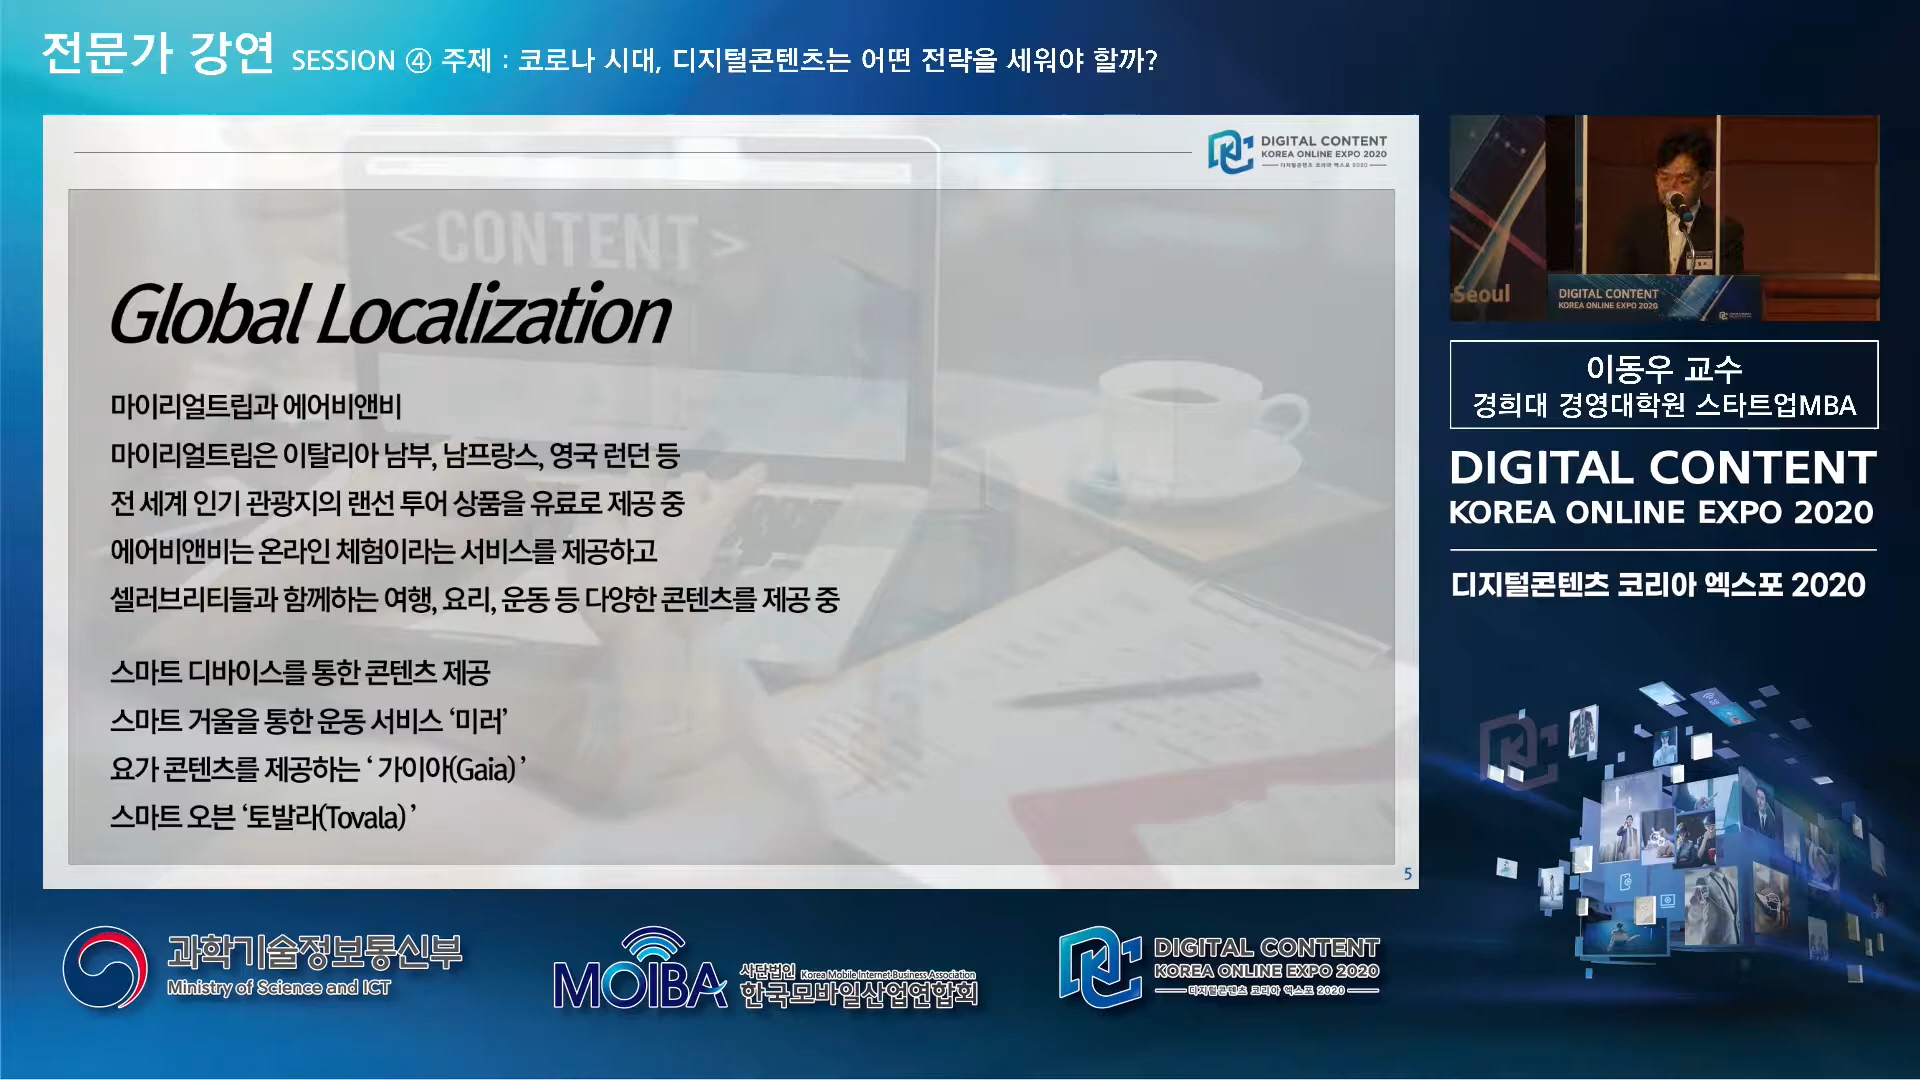 전문가 강연 SESSION ④ 주제 : 코로나 시대, 디지털콘텐츠는 어떤 전략을 세워야 할까?
DIGITAL CONTENT
KOREA ONLINE EXPO 2020
디지털콘텐츠 코리아 엑스포 2020
<CONTENT>
Global Localization
마이리얼트립과 에어비앤비
마이리얼트립은 이탈리아 남부, 남프랑스, 영국 런던 등
전 세계 인기 관광지의 랜선 투어 상품을 유료로 제공 중
에어비앤비는 온라인 체험이라는 서비스를 제공하고
셀러브리티들과 함께하는 여행, 요리, 운동 등 다양한 콘텐츠를 제공 중
스마트 디바이스를 통한 콘텐츠 제공
스마트 거울을 통한 운동 서비스 ‘미러’
요가 콘텐츠를 제공하는 ‘ 가이아(Gaia) ’
스마트 오븐 ‘토발라(Tovala) ’
5
Seoul
DIGITAL CONTENT
KOREA ONLINE EXPO 2020
이동우 교수
경희대 경영대학원 스타트업MBA
DIGITAL CONTENT
KOREA ONLINE EXPO 2020
디지털콘텐츠 코리아 엑스포 2020
과학기술정보통신부
Ministry of Science and ICT
MOIBA
사단법인 Korea Mobile Internet Business Association
한국모바일산업연합회
DIGITAL CONTENT
KOREA ONLINE EXPO 2020
디지털콘텐츠 코리아 엑스포 2020